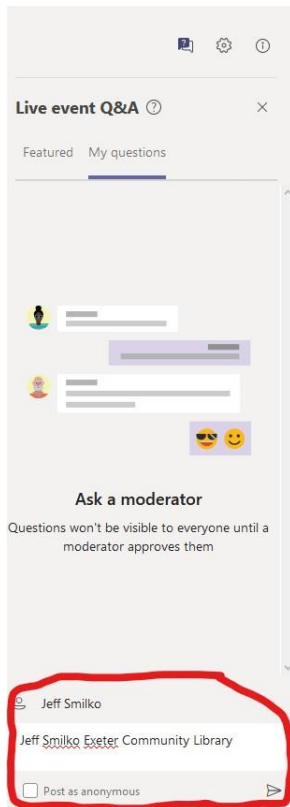 Live event Q&A
Featured My questions
Ask a moderator
Questions won't be visible to everyone until a
moderator approves them
Jeff Smilko
Jeff Smilko Exeter Community Library
Post as anonymous